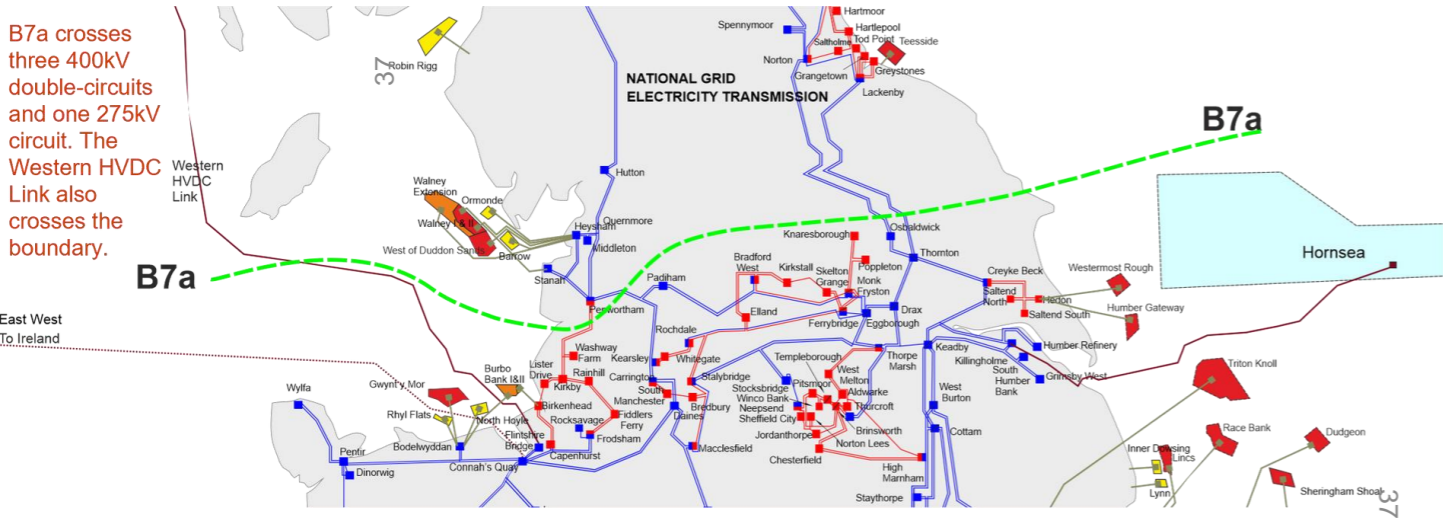 B7a crosses
three 400kV
double-circuits
and one 275kV
circuit. The
Western HVDC
Link also
crosses the
boundary.
Western
HVDC
Link
B7a
East West
To Ireland
37
Robin Rigg
NATIONAL GRID
ELECTRICITY TRANSMISSION
Spennymoor
Norton
Hartmoor
Hartlepool
Saltholme
Tod Point
Teesside
Grangetown
Greystones
Lackenby
B7a
Hutton
Walney
Extension
Ormonde
Walney I & II
West of Duddon Sands
Barrow
Quernmore
Heysham
Middleton
Stanah
Penwortham
Padiham
Knaresborough
Osbaldwick
Bradford
West
Kirkstall
Skelton
Grange
Poppleton
Monk
Fryston
Thornton
Creyke Beck
Westermost Rough
Hornsea
Saltend
North
Hedon
Saltend South
Humber Gateway
Elland
Ferrybridge
Eggborough
Drax
Rochdale
Washway
Farm
Kearsley
Whitegate
Templeborough
Thorpe
Marsh
Keadby
Killingholme
Humber Refinery
South
Humber
Bank
Grimsby West
Triton Knoll
Lister
Drive
Rainhill
Kirkby
Carrington
South
Manchester
Stalybridge
Bredbury
Daines
Stocksbridge
Winco Bank
Neepsend
Sheffield City
Pitsmoor
West
Melton
Aldwarke
Thurcroft
Brinsworth
Jordanthorpe
Norton Lees
Chesterfield
West
Burton
Cottam
High
Marnham
Staythorpe
Wylfa
Gwynt y Mor
Burbo
Bank I&II
Rhyl Flats
North Hoyle
Birkenhead
Rocksavage
Fiddlers
Ferry
Frodsham
Flintshire
Bridge
Capenhurst
Bodelwyddan
Connah's Quay
Macclesfield
Pentir
Dinorwig
Race Bank
Dudgeon
Inner Dowsing
Lincs
Lynn
Sheringham Shoal
37